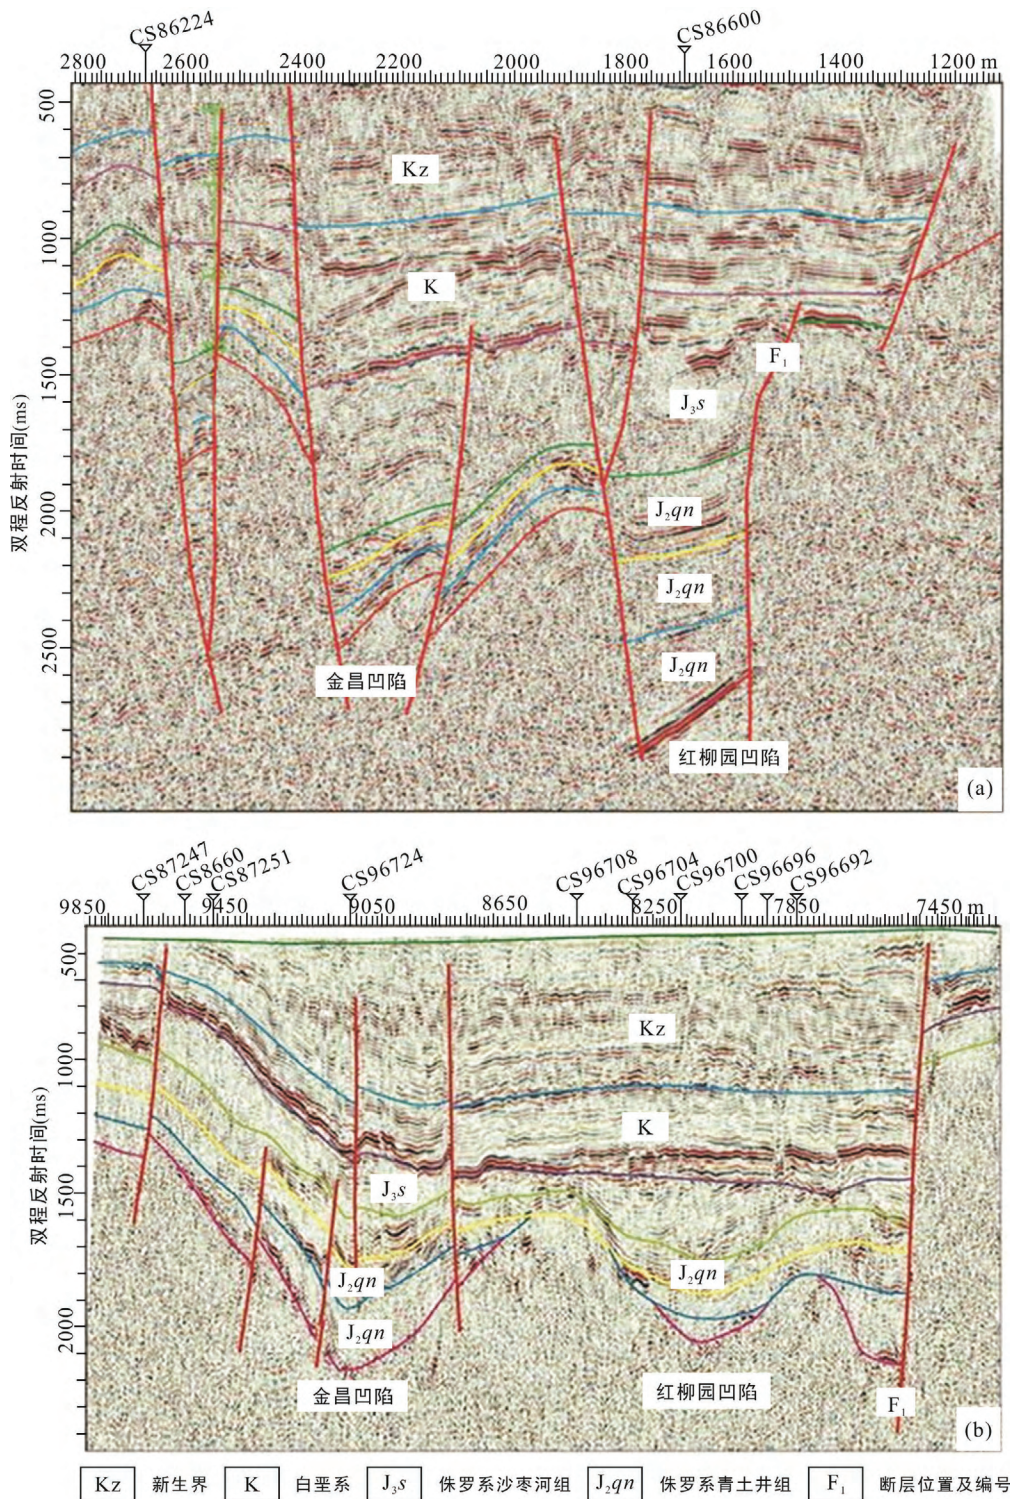 CS86224 CS86600
2800 2600 2400 2200 2000 1800 1600 1400 1200 m
500
Kz
1000
K
F₁
1500
J₃s
双程反射时间(ms)
2000
J₂qn
J₂qn
2500
J₂qn
金昌凹陷
红柳园凹陷
(a)
CS87247 CS8660 CS87251 CS96724 CS96708 CS96704 CS96700 CS96696 CS96692
9850 9450 9050 8650 8250 7850 7450 m
500
Kz
1000
K
双程反射时间(ms)
1500
J₃s
J₂qn J₂qn
J₂qn
2000
金昌凹陷 红柳园凹陷
F₁
(b)
Kz 新生界 K 白垩系 J₃s 侏罗系沙枣河组 J₂qn 侏罗系青土井组 F₁ 断层位置及编号